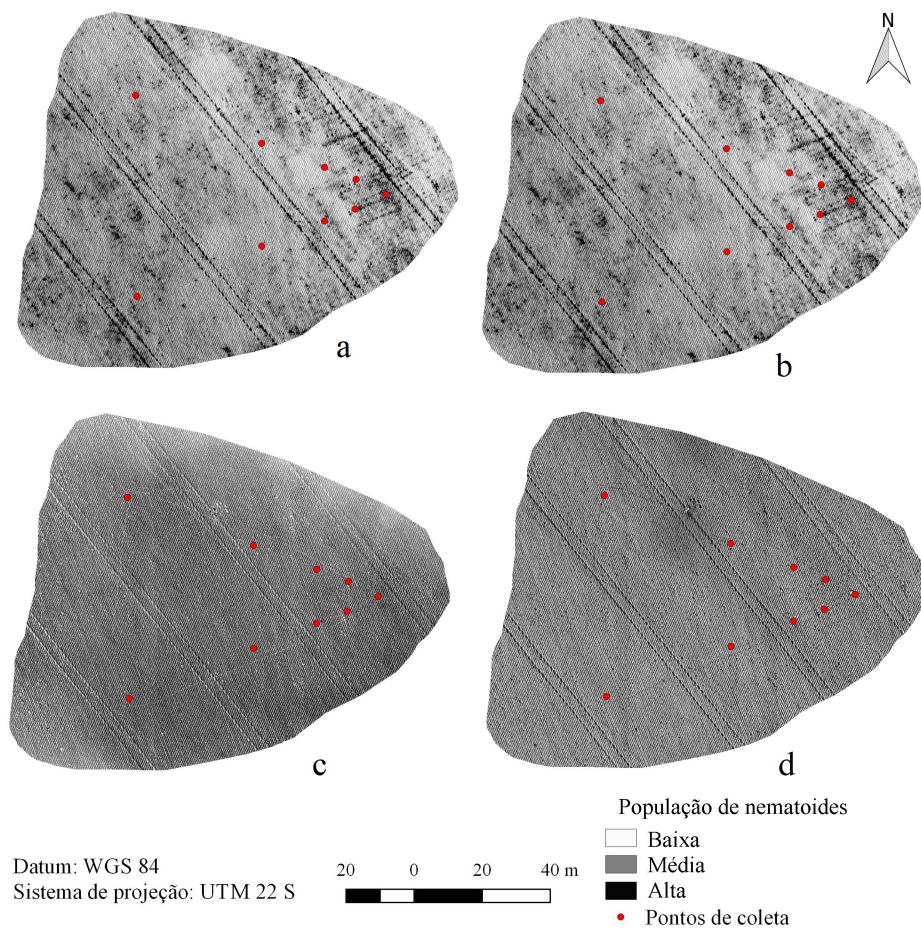 N
a
b
c
d
População de nematoides
Baixa
Média
Alta
Pontos de coleta
Datum: WGS 84
Sistema de projeção: UTM 22 S
20 0 20 40 m